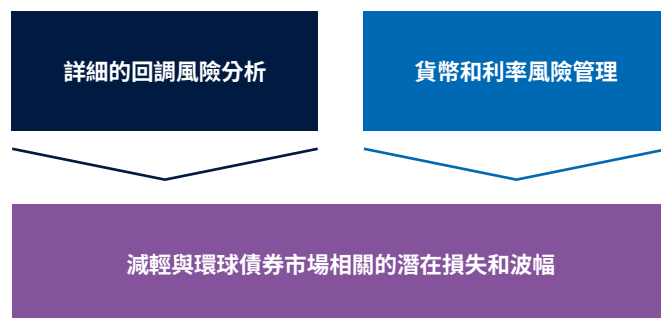 詳細的回調風險分析
貨幣和利率風險管理
減輕與環球債券市場相關的潛在損失和波幅